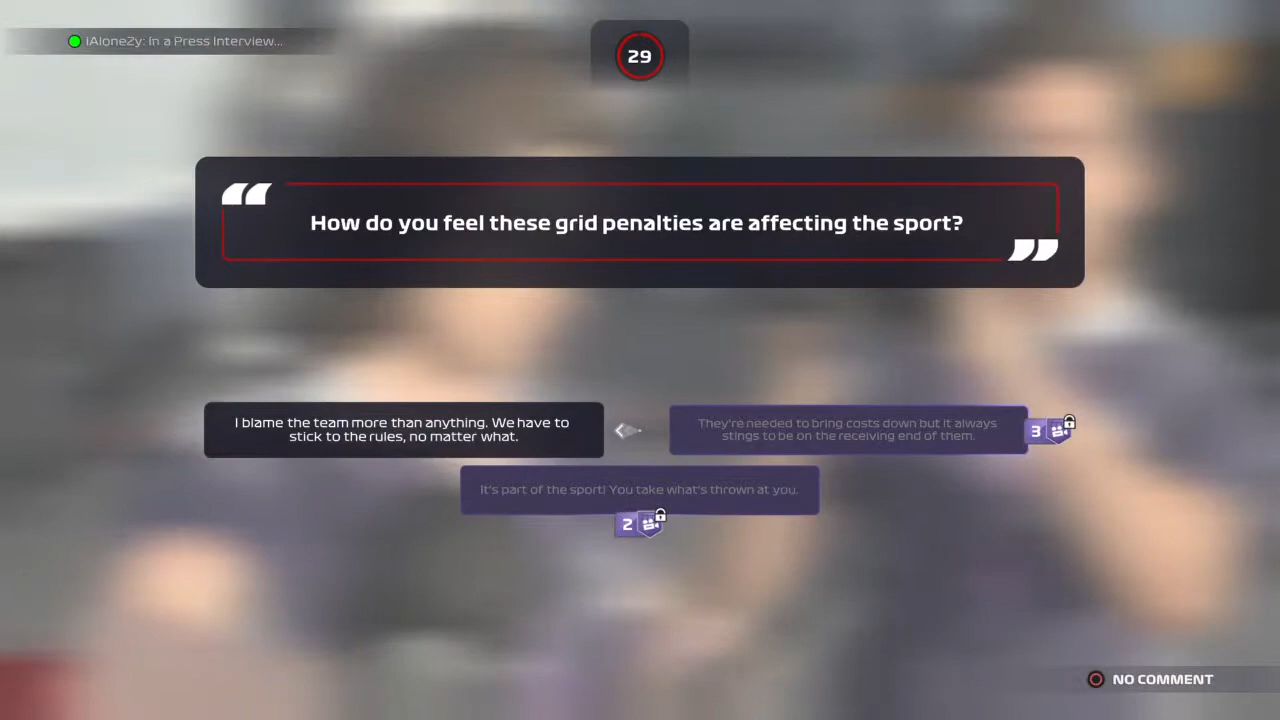 iAlone2y: In a Press Interview...
29
How do you feel these grid penalties are affecting the sport?
I blame the team more than anything. We have to
stick to the rules, no matter what.
They're needed to bring costs down but it always
stings to be on the receiving end of them.
3
It's part of the sport! You take what's thrown at you.
2
NO COMMENT